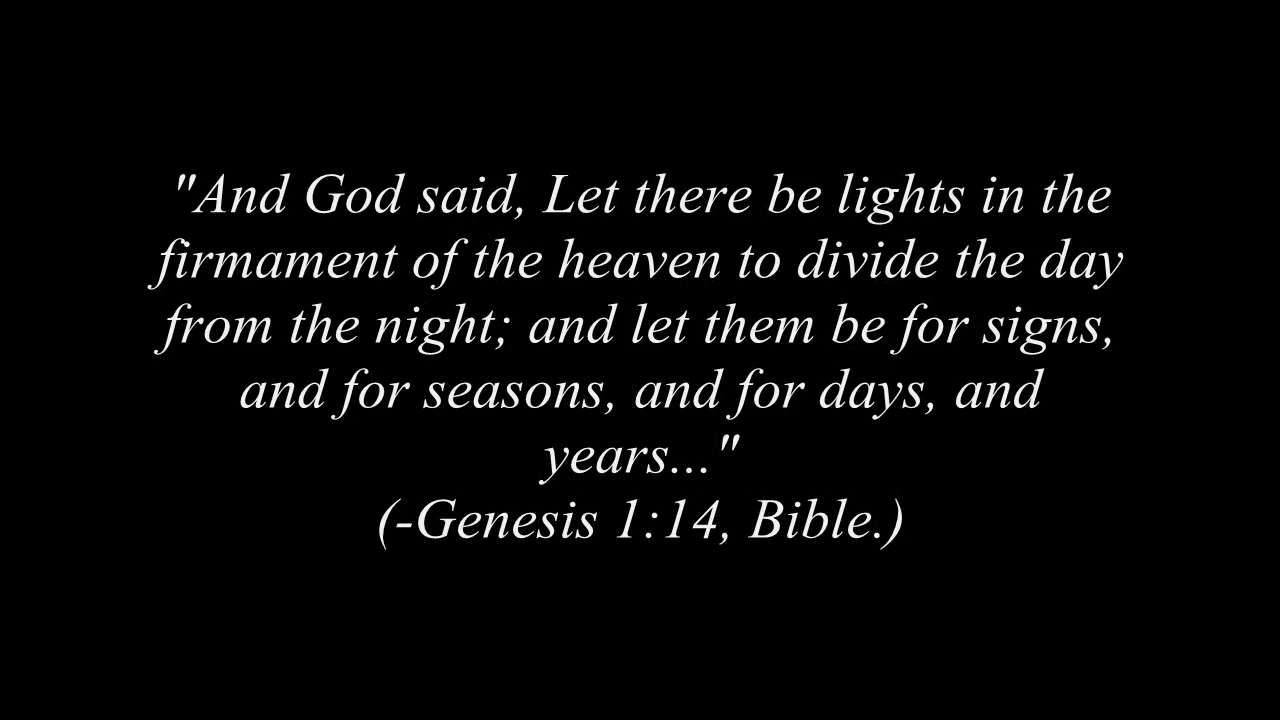 "And God said, Let there be lights in the
firmament of the heaven to divide the day
from the night; and let them be for signs,
and for seasons, and for days, and
years..."
(-Genesis 1:14, Bible.)